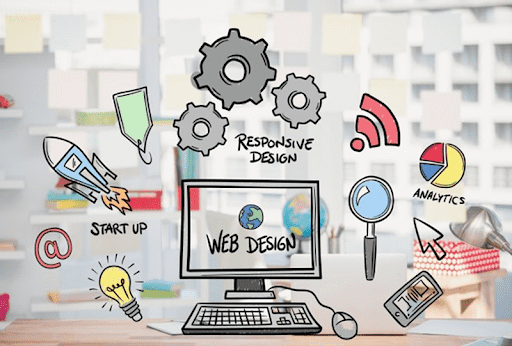 RESPONSIVE
DESIGN
ANALYTICS
START UP
WEB DESIGN
@